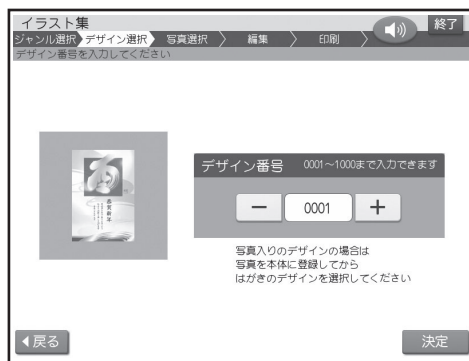 イラスト集
終了
ジャンル選択 デザイン選択 写真選択 編集 印刷
デザイン番号を入力してください
デザイン番号 0001～1000まで入力できます
− 0001 +
恭賀新年
写真入りのデザインの場合は
写真を本体に登録してから
はがきのデザインを選択してください
戻る
決定